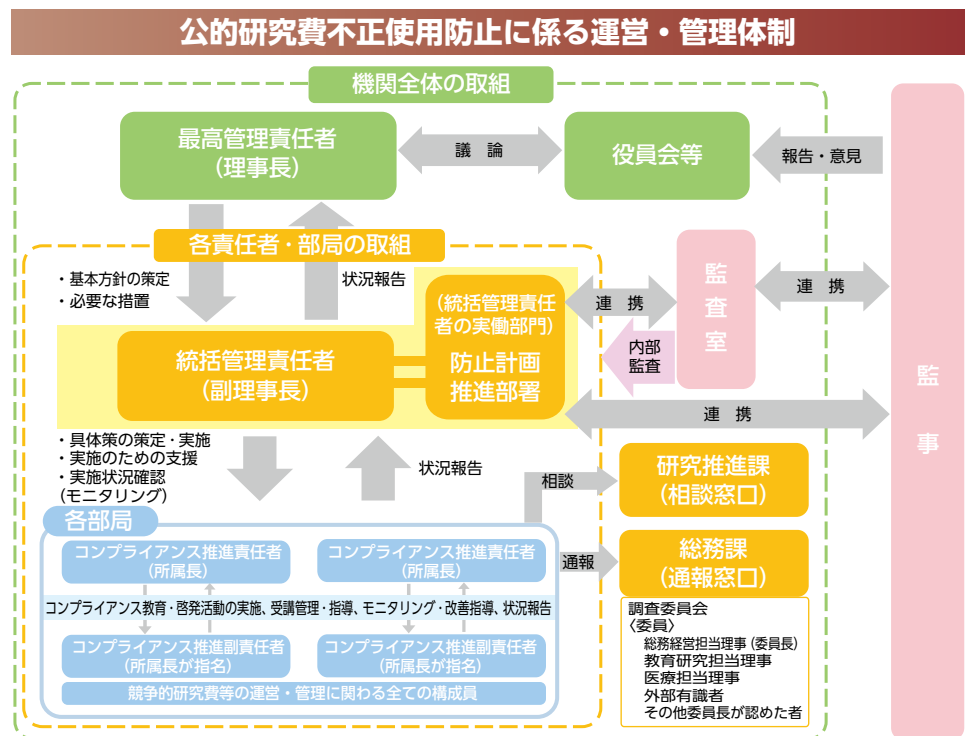 公的研究費不正使用防止に係る運営・管理体制
機関全体の取組
最高管理責任者
(理事長)
議 論
役員会等
報告・意見
各責任者・部局の取組
・基本方針の策定
・必要な措置
状況報告
(統括管理責任
者の実働部門)
防止計画
推進部署
連 携
監査室
連 携
内部
監査
統括管理責任者
(副理事長)
連 携
監事
・具体策の策定・実施
・実施のための支援
・実施状況確認
(モニタリング)
状況報告
相談
研究推進課
(相談窓口)
各部局
コンプライアンス推進責任者
(所属長)
コンプライアンス推進責任者
(所属長)
通報
総務課
(通報窓口)
コンプライアンス教育・啓発活動の実施、受講管理・指導、モニタリング・改善指導、状況報告
コンプライアンス推進副責任者
(所属長が指名)
コンプライアンス推進副責任者
(所属長が指名)
競争的研究費等の運営・管理に関わる全ての構成員
調査委員会
〈委員〉
総務経営担当理事(委員長)
教育研究担当理事
医療担当理事
外部有識者
その他委員長が認めた者